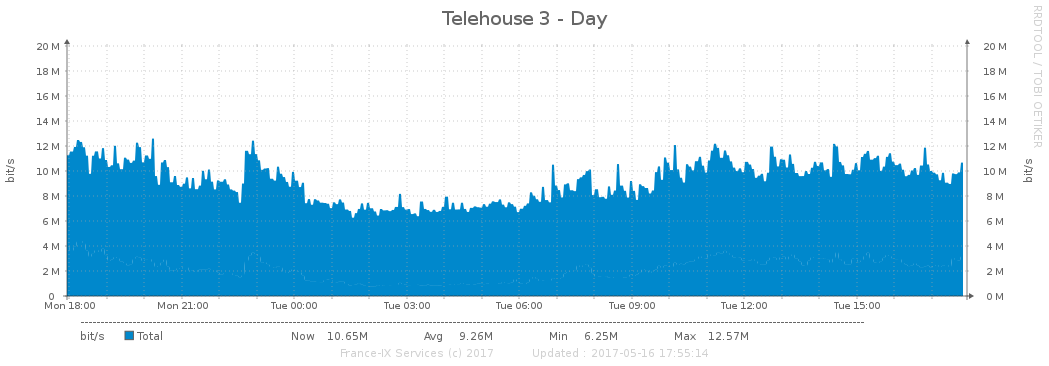 Telehouse 3 - Day
RRDTOOL / TOBI OETIKER
bit/s
20 M 20 M
18 M 18 M
16 M 16 M
14 M 14 M
12 M 12 M
10 M 10 M
8 M 8 M
6 M 6 M
4 M 4 M
2 M 2 M
0 0 M
bit/s
Mon 18:00 Mon 21:00 Tue 00:00 Tue 03:00 Tue 06:00 Tue 09:00 Tue 12:00 Tue 15:00
bit/s Total Now 10.65M Avg 9.26M Min 6.25M Max 12.57M
France-IX Services (c) 2017 Updated : 2017-05-16 17:55:14